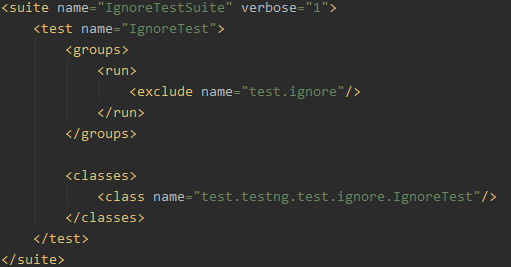 <suite name="IgnoreTestSuite" verbose="1">
    <test name="IgnoreTest">
        <groups>
            <run>
                <exclude name="test.ignore"/>
            </run>
        </groups>

        <classes>
            <class name="test.testng.test.ignore.IgnoreTest"/>
        </classes>
    </test>
</suite>